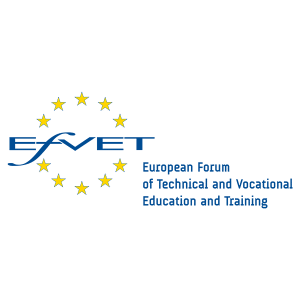 EfVET
European Forum
of Technical and Vocational
Education and Training